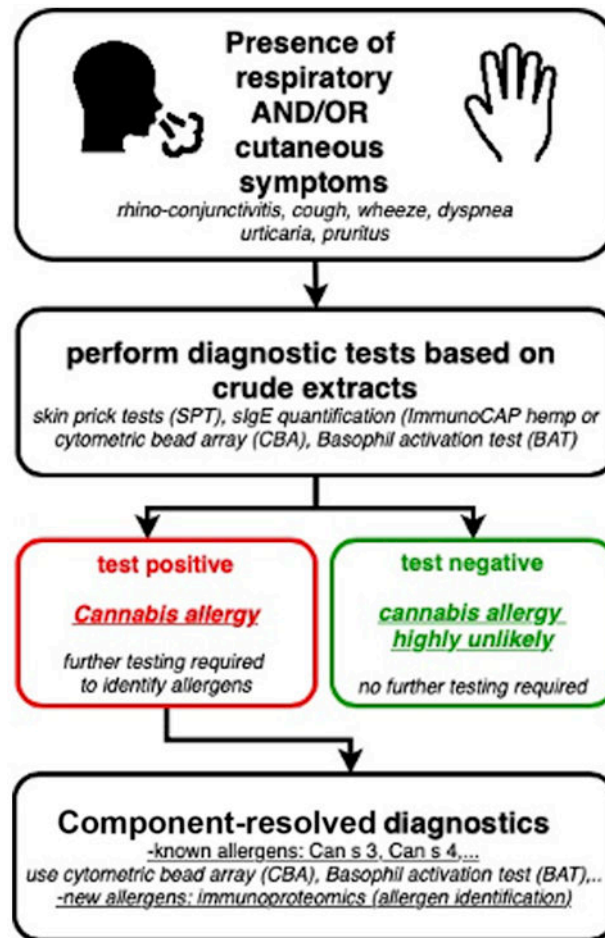 Presence of
respiratory
AND/OR
cutaneous
symptoms
rhino-conjunctivitis, cough, wheeze, dyspnea
urticaria, pruritus
perform diagnostic tests based on
crude extracts
skin prick tests (SPT), sIgE quantification (ImmunoCAP hemp or
cytometric bead array (CBA), Basophil activation test (BAT)
test positive
Cannabis allergy
further testing required
to identify allergens
test negative
cannabis allergy
highly unlikely
no further testing required
Component-resolved diagnostics
-known allergens: Can s 3, Can s 4,...
use cytometric bead array (CBA), Basophil activation test (BAT),..
-new allergens: immunoproteomics (allergen identification)